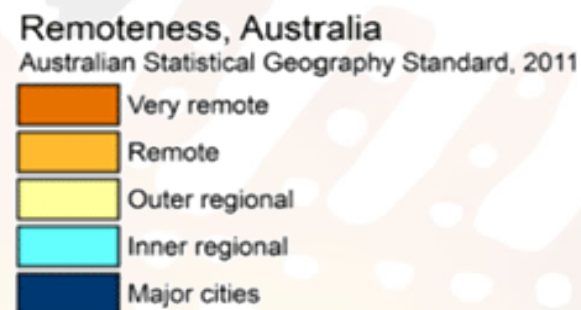 Remoteness, Australia
Australian Statistical Geography Standard, 2011
Very remote
Remote
Outer regional
Inner regional
Major cities